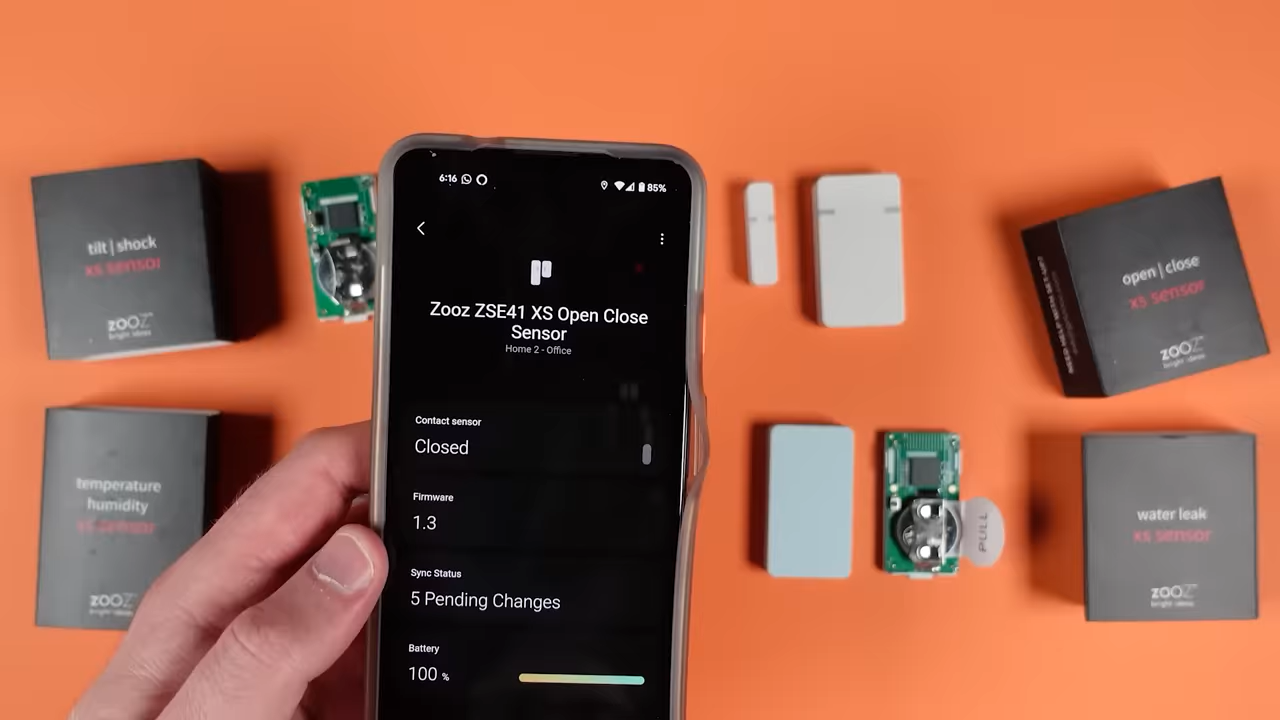 tilt | shock
xs sensor
ZOOZ
bright ideas
temperature
humidity
xs sensor
ZOOZ
bright ideas
6:16
85%
Zooz ZSE41 XS Open Close
Sensor
Home 2 - Office
Contact sensor
Closed
Firmware
1.3
Sync Status
5 Pending Changes
Battery
100 %
open | close
xs sensor
ZOOZ
bright ideas
PULL
water leak
xs sensor
ZOOZ
bright ideas